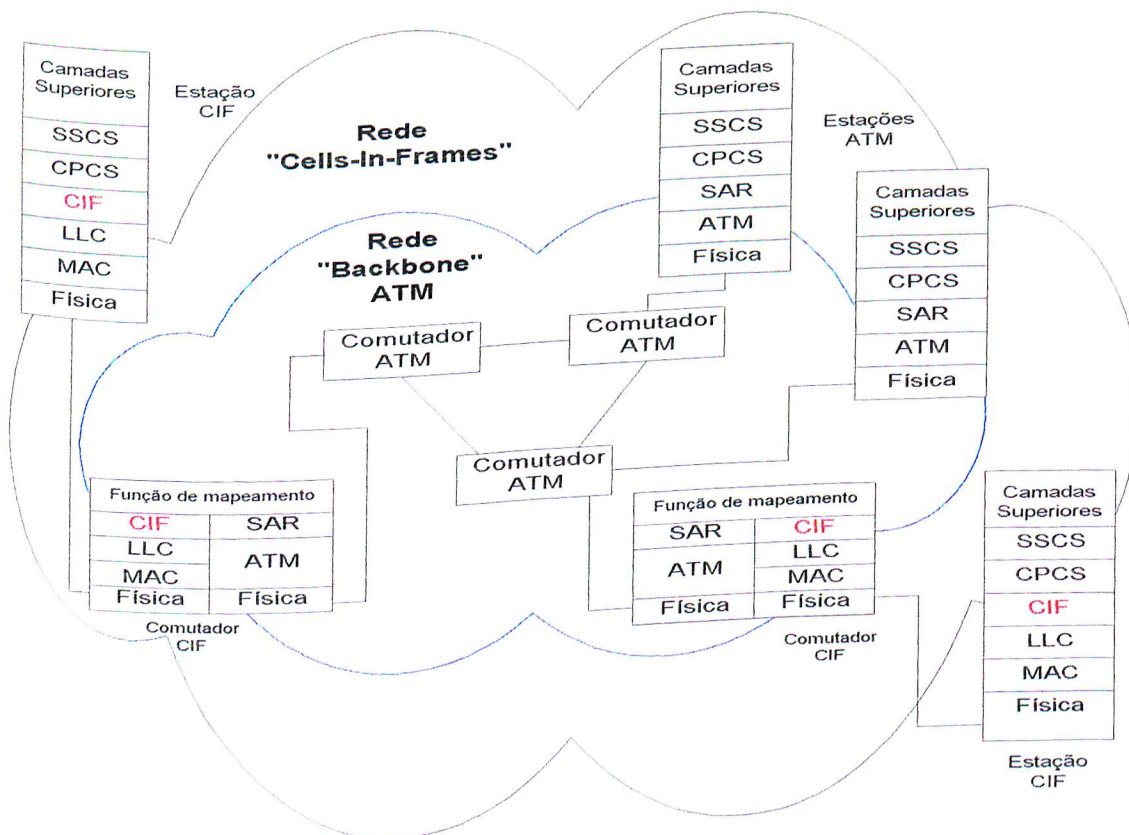 Camadas
Superiores
SSCS
CPCS
CIF
LLC
MAC
Física
Estação
CIF
Rede
"Cells-In-Frames"
Camadas
Superiores
SSCS
CPCS
SAR
ATM
Física
Estações
ATM
Camadas
Superiores
SSCS
CPCS
SAR
ATM
Física
Rede
"Backbone"
ATM
Comutador
ATM
Comutador
ATM
Comutador
ATM
Função de mapeamento
CIF
SAR
LLC
ATM
MAC
Física
Física
Comutador
CIF
Função de mapeamento
SAR
CIF
ATM
LLC
MAC
Física
Física
Comutador
CIF
Camadas
Superiores
SSCS
CPCS
CIF
LLC
MAC
Física
Estação
CIF